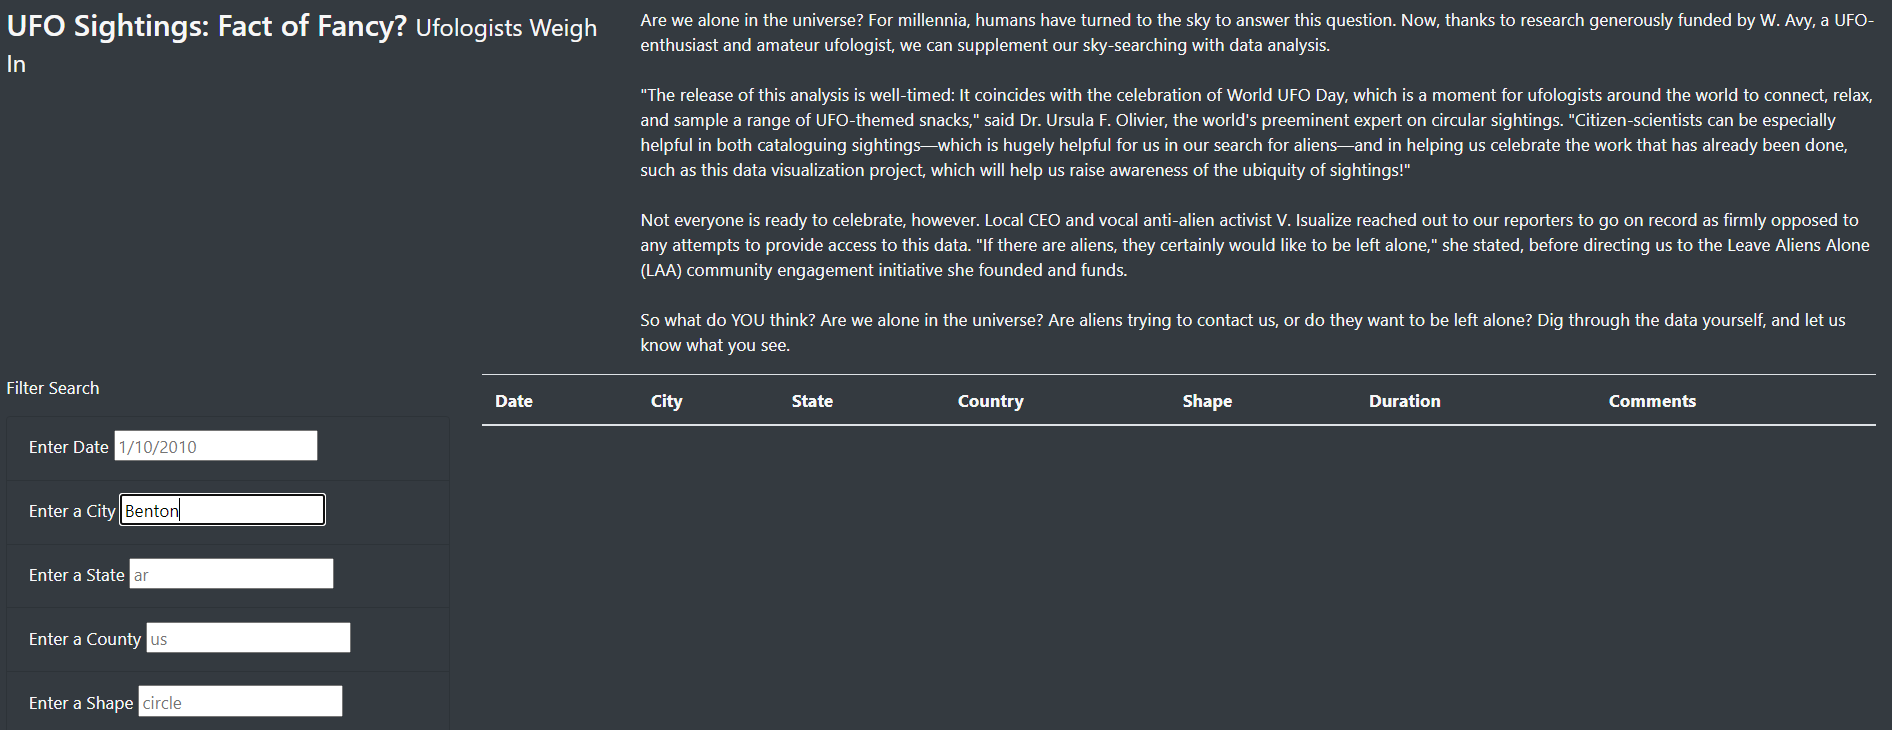 UFO Sightings: Fact of Fancy? Ufologists Weigh
In
Are we alone in the universe? For millennia, humans have turned to the sky to answer this question. Now, thanks to research generously funded by W. Avy, a UFO-
enthusiast and amateur ufologist, we can supplement our sky-searching with data analysis.
"The release of this analysis is well-timed: It coincides with the celebration of World UFO Day, which is a moment for ufologists around the world to connect, relax,
and sample a range of UFO-themed snacks," said Dr. Ursula F. Olivier, the world's preeminent expert on circular sightings. "Citizen-scientists can be especially
helpful in both cataloguing sightings—which is hugely helpful for us in our search for aliens—and in helping us celebrate the work that has already been done,
such as this data visualization project, which will help us raise awareness of the ubiquity of sightings!"
Not everyone is ready to celebrate, however. Local CEO and vocal anti-alien activist V. Isualize reached out to our reporters to go on record as firmly opposed to
any attempts to provide access to this data. "If there are aliens, they certainly would like to be left alone," she stated, before directing us to the Leave Aliens Alone
(LAA) community engagement initiative she founded and funds.
So what do YOU think? Are we alone in the universe? Are aliens trying to contact us, or do they want to be left alone? Dig through the data yourself, and let us
know what you see.
Filter Search
Enter Date 1/10/2010
Enter a City Benton
Enter a State ar
Enter a County us
Enter a Shape circle
Date City State Country Shape Duration Comments